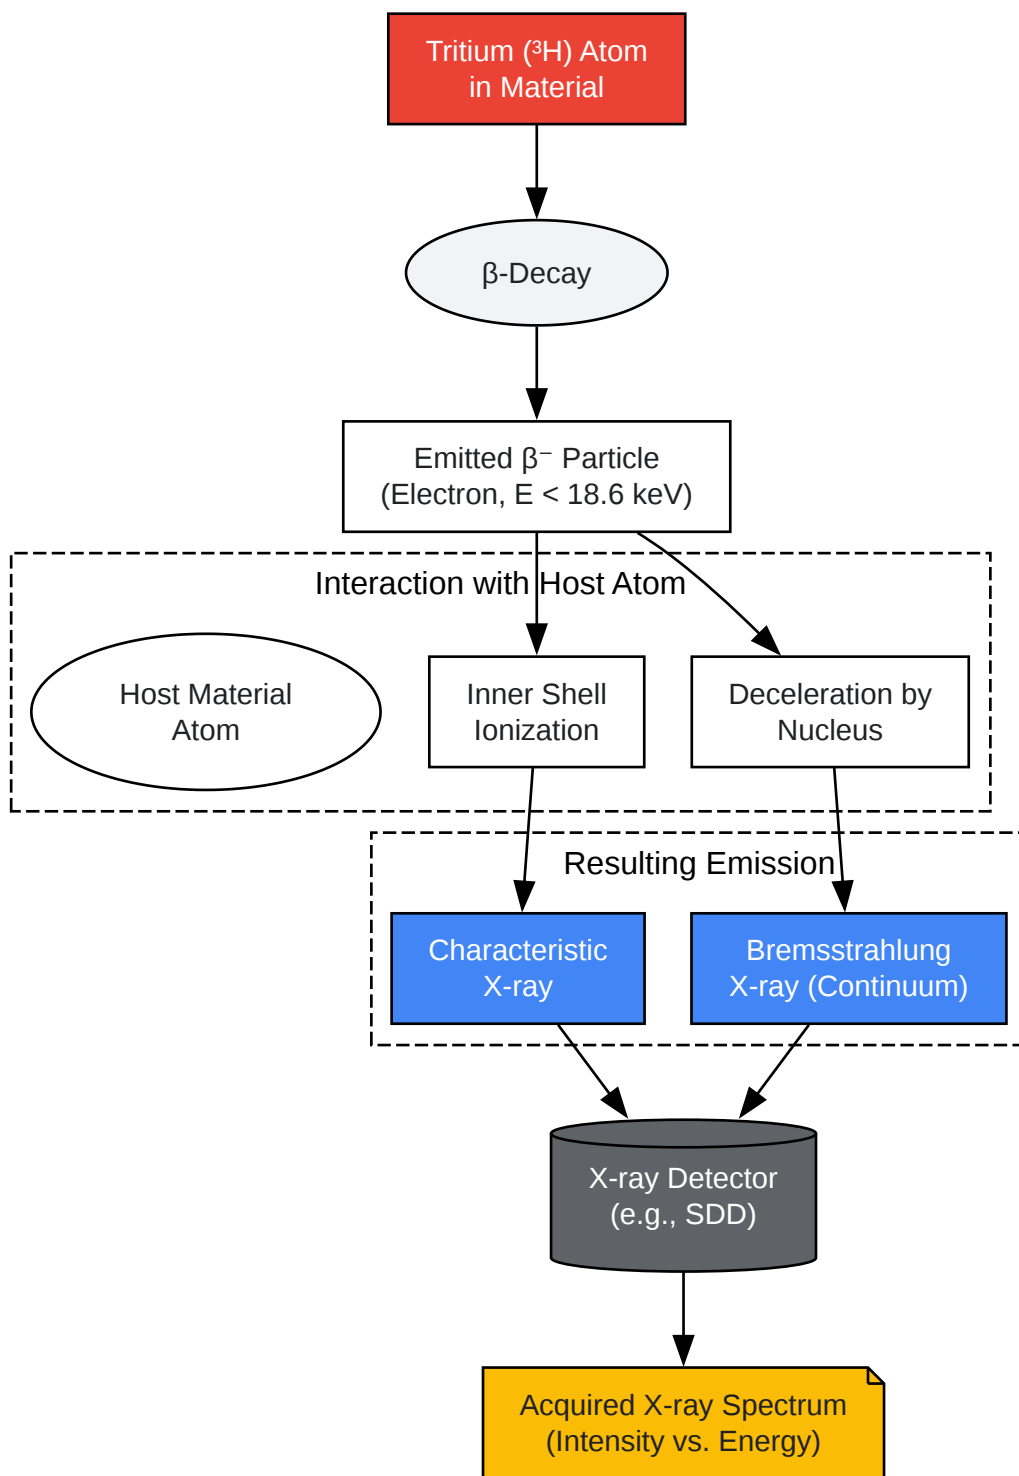 Tritium (³H) Atom
in Material
β-Decay
Emitted β⁻ Particle
(Electron, E < 18.6 keV)
Interaction with Host Atom
Host Material
Atom
Inner Shell
Ionization
Deceleration by
Nucleus
Resulting Emission
Characteristic
X-ray
Bremsstrahlung
X-ray (Continuum)
X-ray Detector
(e.g., SDD)
Acquired X-ray Spectrum
(Intensity vs. Energy)